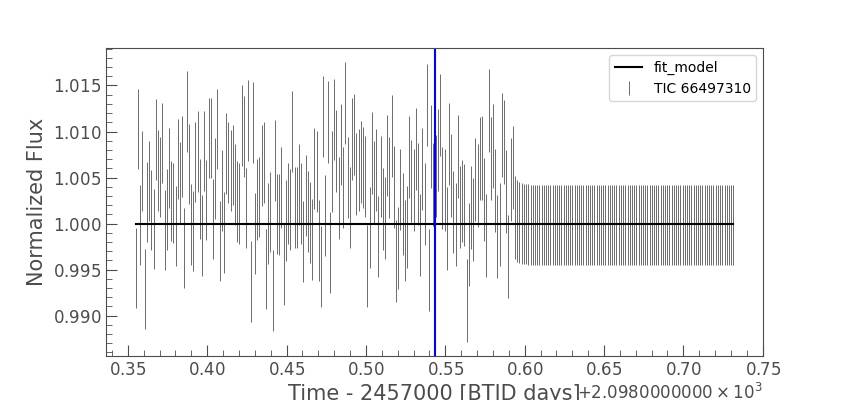 fit_model
TIC 66497310
1.015
1.010
1.005
1.000
0.995
0.990
Normalized Flux
0.35 0.40 0.45 0.50 0.55 0.60 0.65 0.70 0.75
Time - 2457000 [BTJD days]
+2.0980000000 × 10³